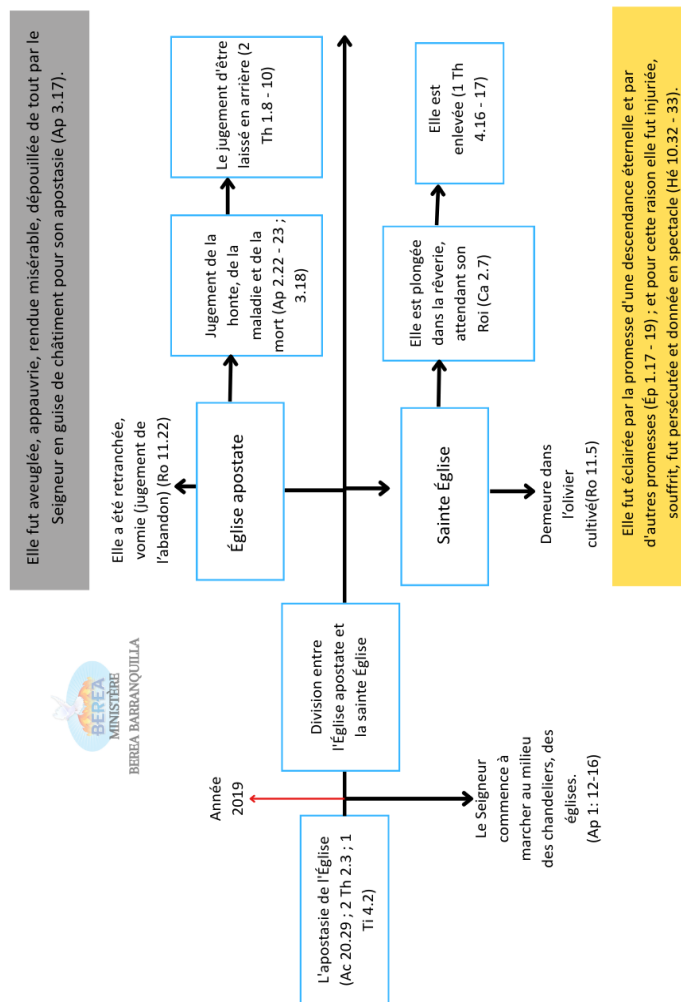 Elle fut aveuglée, appauvrie, rendue misérable, dépouillée de tout par le
Seigneur en guise de châtiment pour son apostasie (Ap 3.17).
BEREA
MINISTÈRE
BEREA BARRANQUILLA
Elle a été retranchée,
vomie (jugement de
l'abandon) (Ro 11.22)
Église apostate
Jugement de la
honte, de la
maladie et de la
mort (Ap 2.22 - 23 ;
3.18)
Le jugement d'être
laissé en arrière (2
Th 1.8 - 10)
Année
2019
L'apostasie de l'Église
(Ac 20.29 ; 2 Th 2.3 ; 1
Ti 4.2)
Division entre
l'Église apostate et
la sainte Église
Le Seigneur
commence à
marcher au milieu
des chandeliers, des
églises.
(Ap 1: 12-16)
Sainte Église
Elle est plongée
dans la rêverie,
attendant son
Roi (Ca 2.7)
Elle est
enlevée (1 Th
4.16 - 17)
Demeure dans
l'olivier
cultivé(Ro 11.5)
Elle fut éclairée par la promesse d'une descendance éternelle et par
d'autres promesses (Ép 1.17 - 19) ; et pour cette raison elle fut injuriée,
souffrit, fut persécutée et donnée en spectacle (Hé 10.32 - 33).